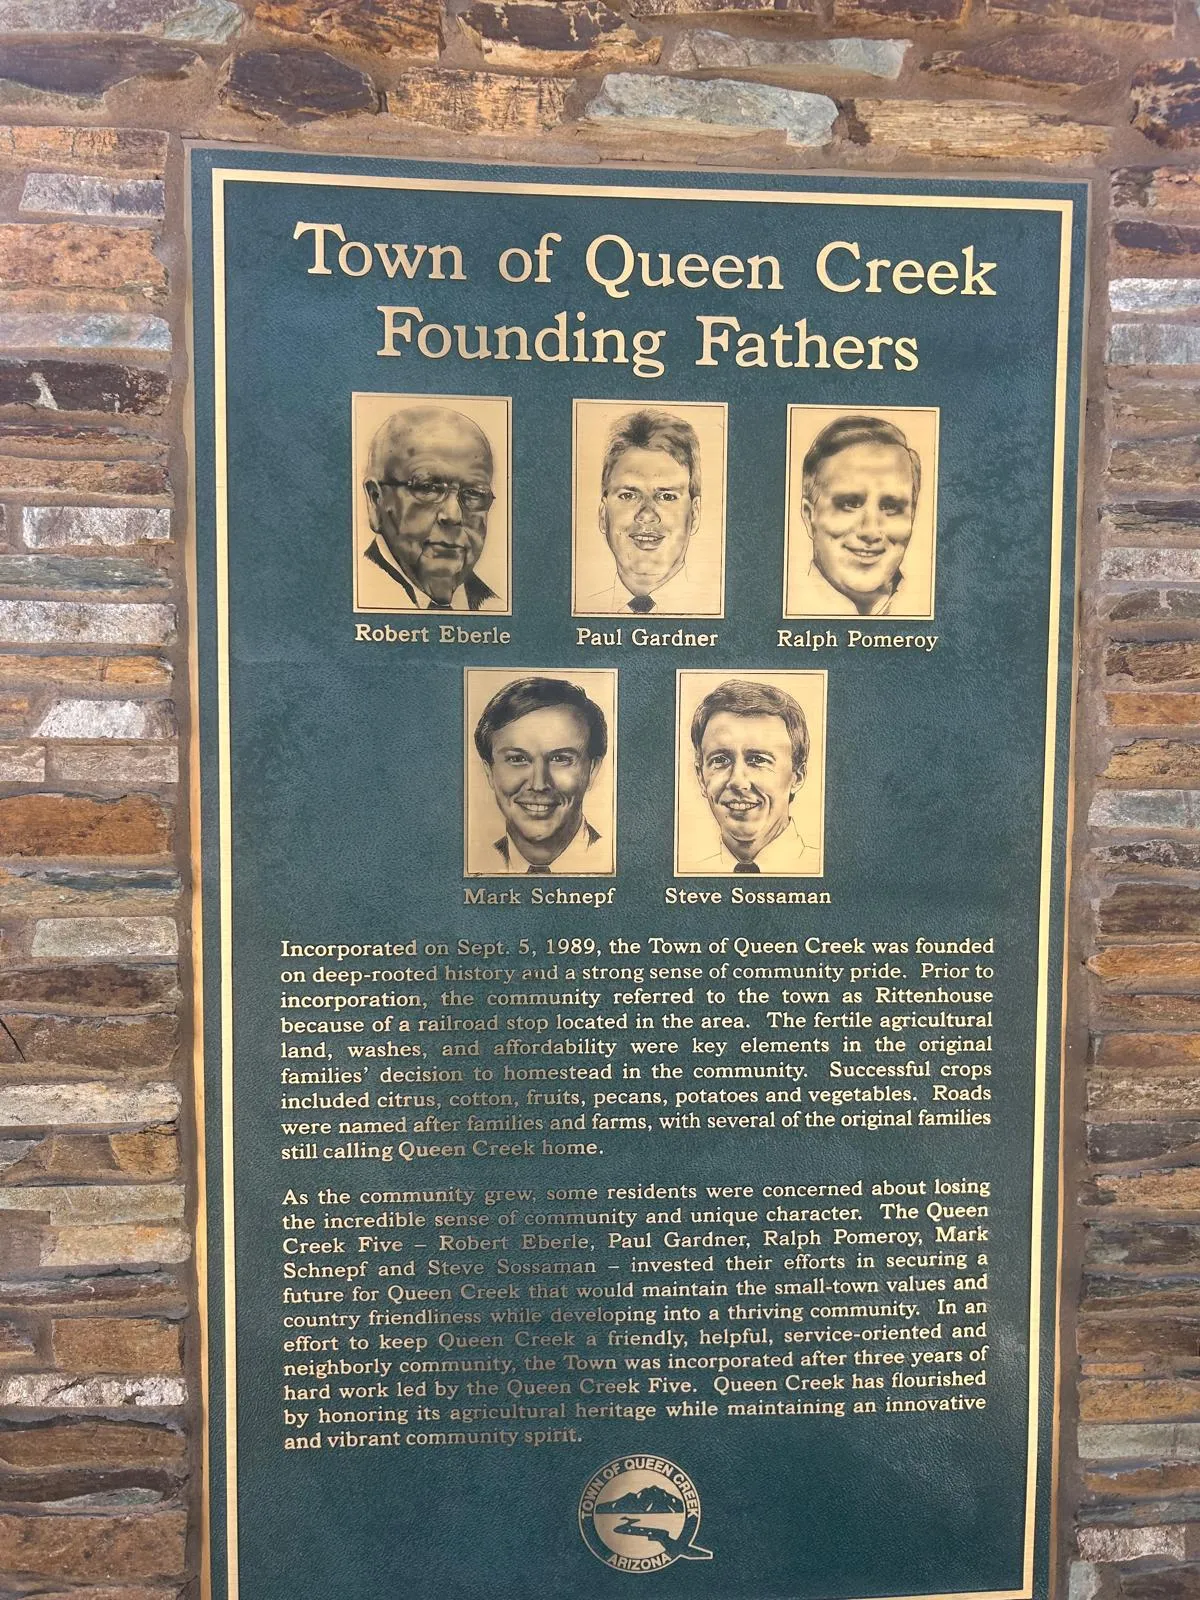 Town of Queen Creek
Founding Fathers
Robert Eberle
Paul Gardner
Ralph Pomeroy
Mark Schnepf
Steve Sossaman
Incorporated on Sept. 5, 1989, the Town of Queen Creek was founded
on deep-rooted history and a strong sense of community pride. Prior to
incorporation, the community referred to the town as Rittenhouse
because of a railroad stop located in the area. The fertile agricultural
land, washes, and affordability were key elements in the original
families' decision to homestead in the community. Successful crops
included citrus, cotton, fruits, pecans, potatoes and vegetables. Roads
were named after families and farms, with several of the original families
still calling Queen Creek home.
As the community grew, some residents were concerned about losing
the incredible sense of community and unique character. The Queen
Creek Five – Robert Eberle, Paul Gardner, Ralph Pomeroy, Mark
Schnepf and Steve Sossaman – invested their efforts in securing a
future for Queen Creek that would maintain the small-town values and
country friendliness while developing into a thriving community. In an
effort to keep Queen Creek a friendly, helpful, service-oriented and
neighborly community, the Town was incorporated after three years of
hard work led by the Queen Creek Five. Queen Creek has flourished
by honoring its agricultural heritage while maintaining an innovative
and vibrant community spirit.
TOWN OF QUEEN CREEK
ARIZONA